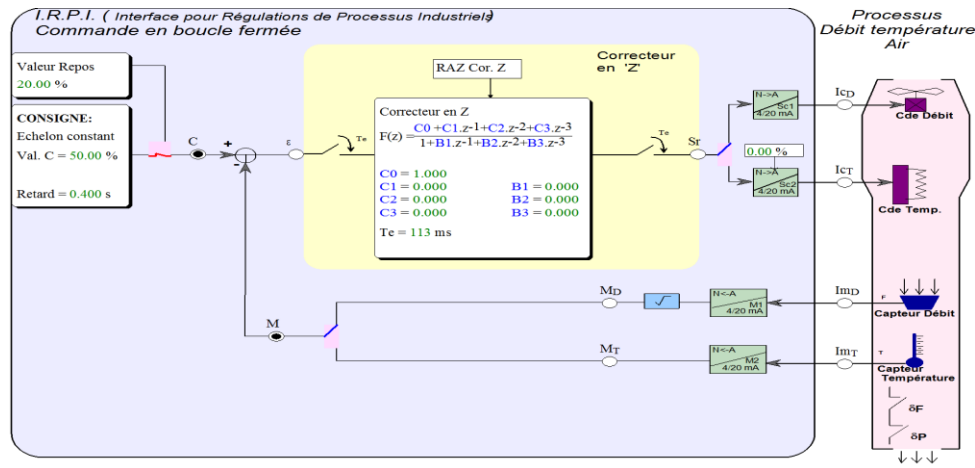 I.R.P.I. ( Interface pour Régulations de Processus Industriels)
Commande en boucle fermée
Processus
Débit température
Air
Valeur Repos
20.00 %
CONSIGNE:
Echelon constant
Val. C = 50.00 %
Retard = 0.400 s
C
+
-
ε
Te
Correcteur
en 'Z'
RAZ Cor. Z
Correcteur en Z
F(z)=
C0 +C1.z-1+C2.z-2+C3.z-3
1+B1.z-1+B2.z-2+B3.z-3
C0 = 1.000
C1 = 0.000 B1 = 0.000
C2 = 0.000 B2 = 0.000
C3 = 0.000 B3 = 0.000
Te = 113 ms
Te
Sr
N->A
Sc1
4/20 mA
IcD
Cde Débit
0.00 %
N->A
Sc2
4/20 mA
IcT
Cde Temp.
M
MD
√
N<-A
M1
4/20 mA
ImD
F
Capteur Débit
MT
N<-A
M2
4/20 mA
ImT
T
Capteur
Température
δF
δP